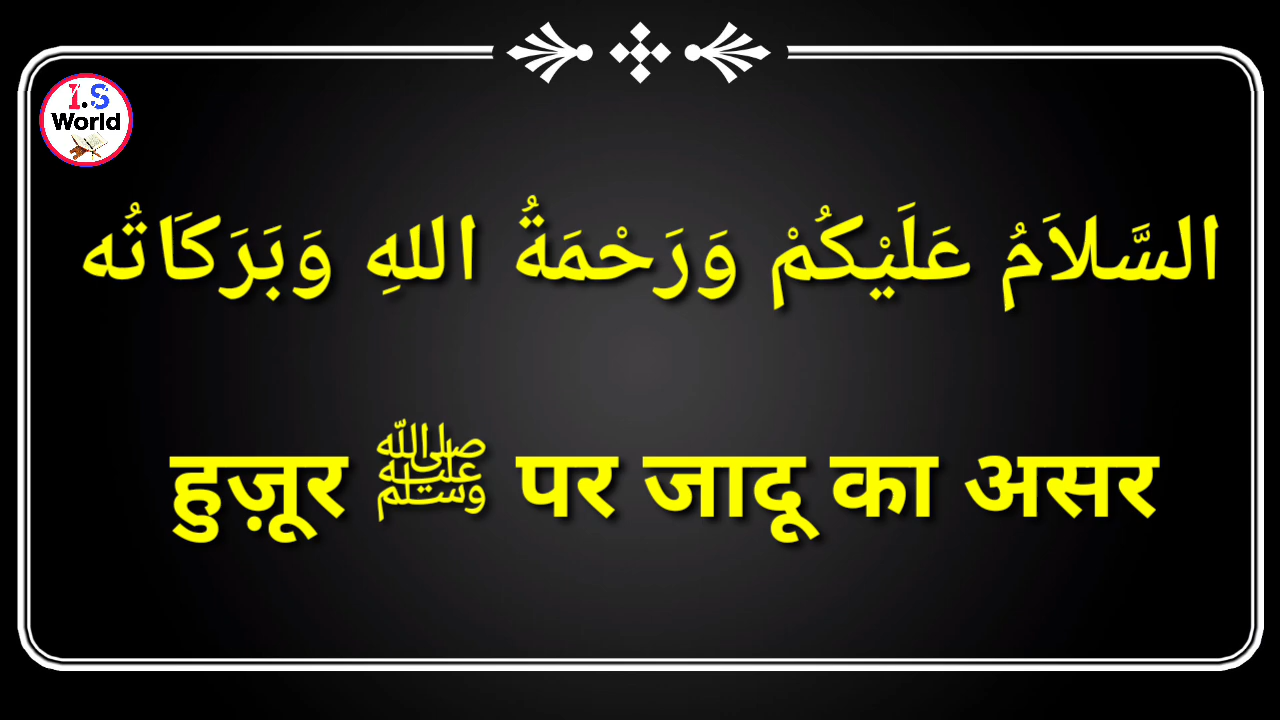 I.S
World
السَّلاَمُ عَلَيْكُمْ وَرَحْمَةُ اللهِ وَبَرَكَاتُه
हुज़ूर ﷺ पर जादू का असर